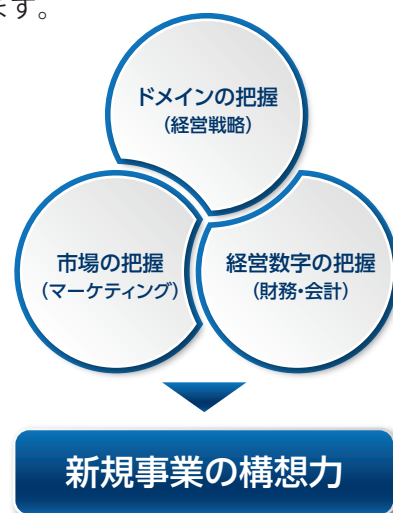 ます。
ドメインの把握
(経営戦略)
市場の把握
(マーケティング)
経営数字の把握
(財務・会計)
新規事業の構想力